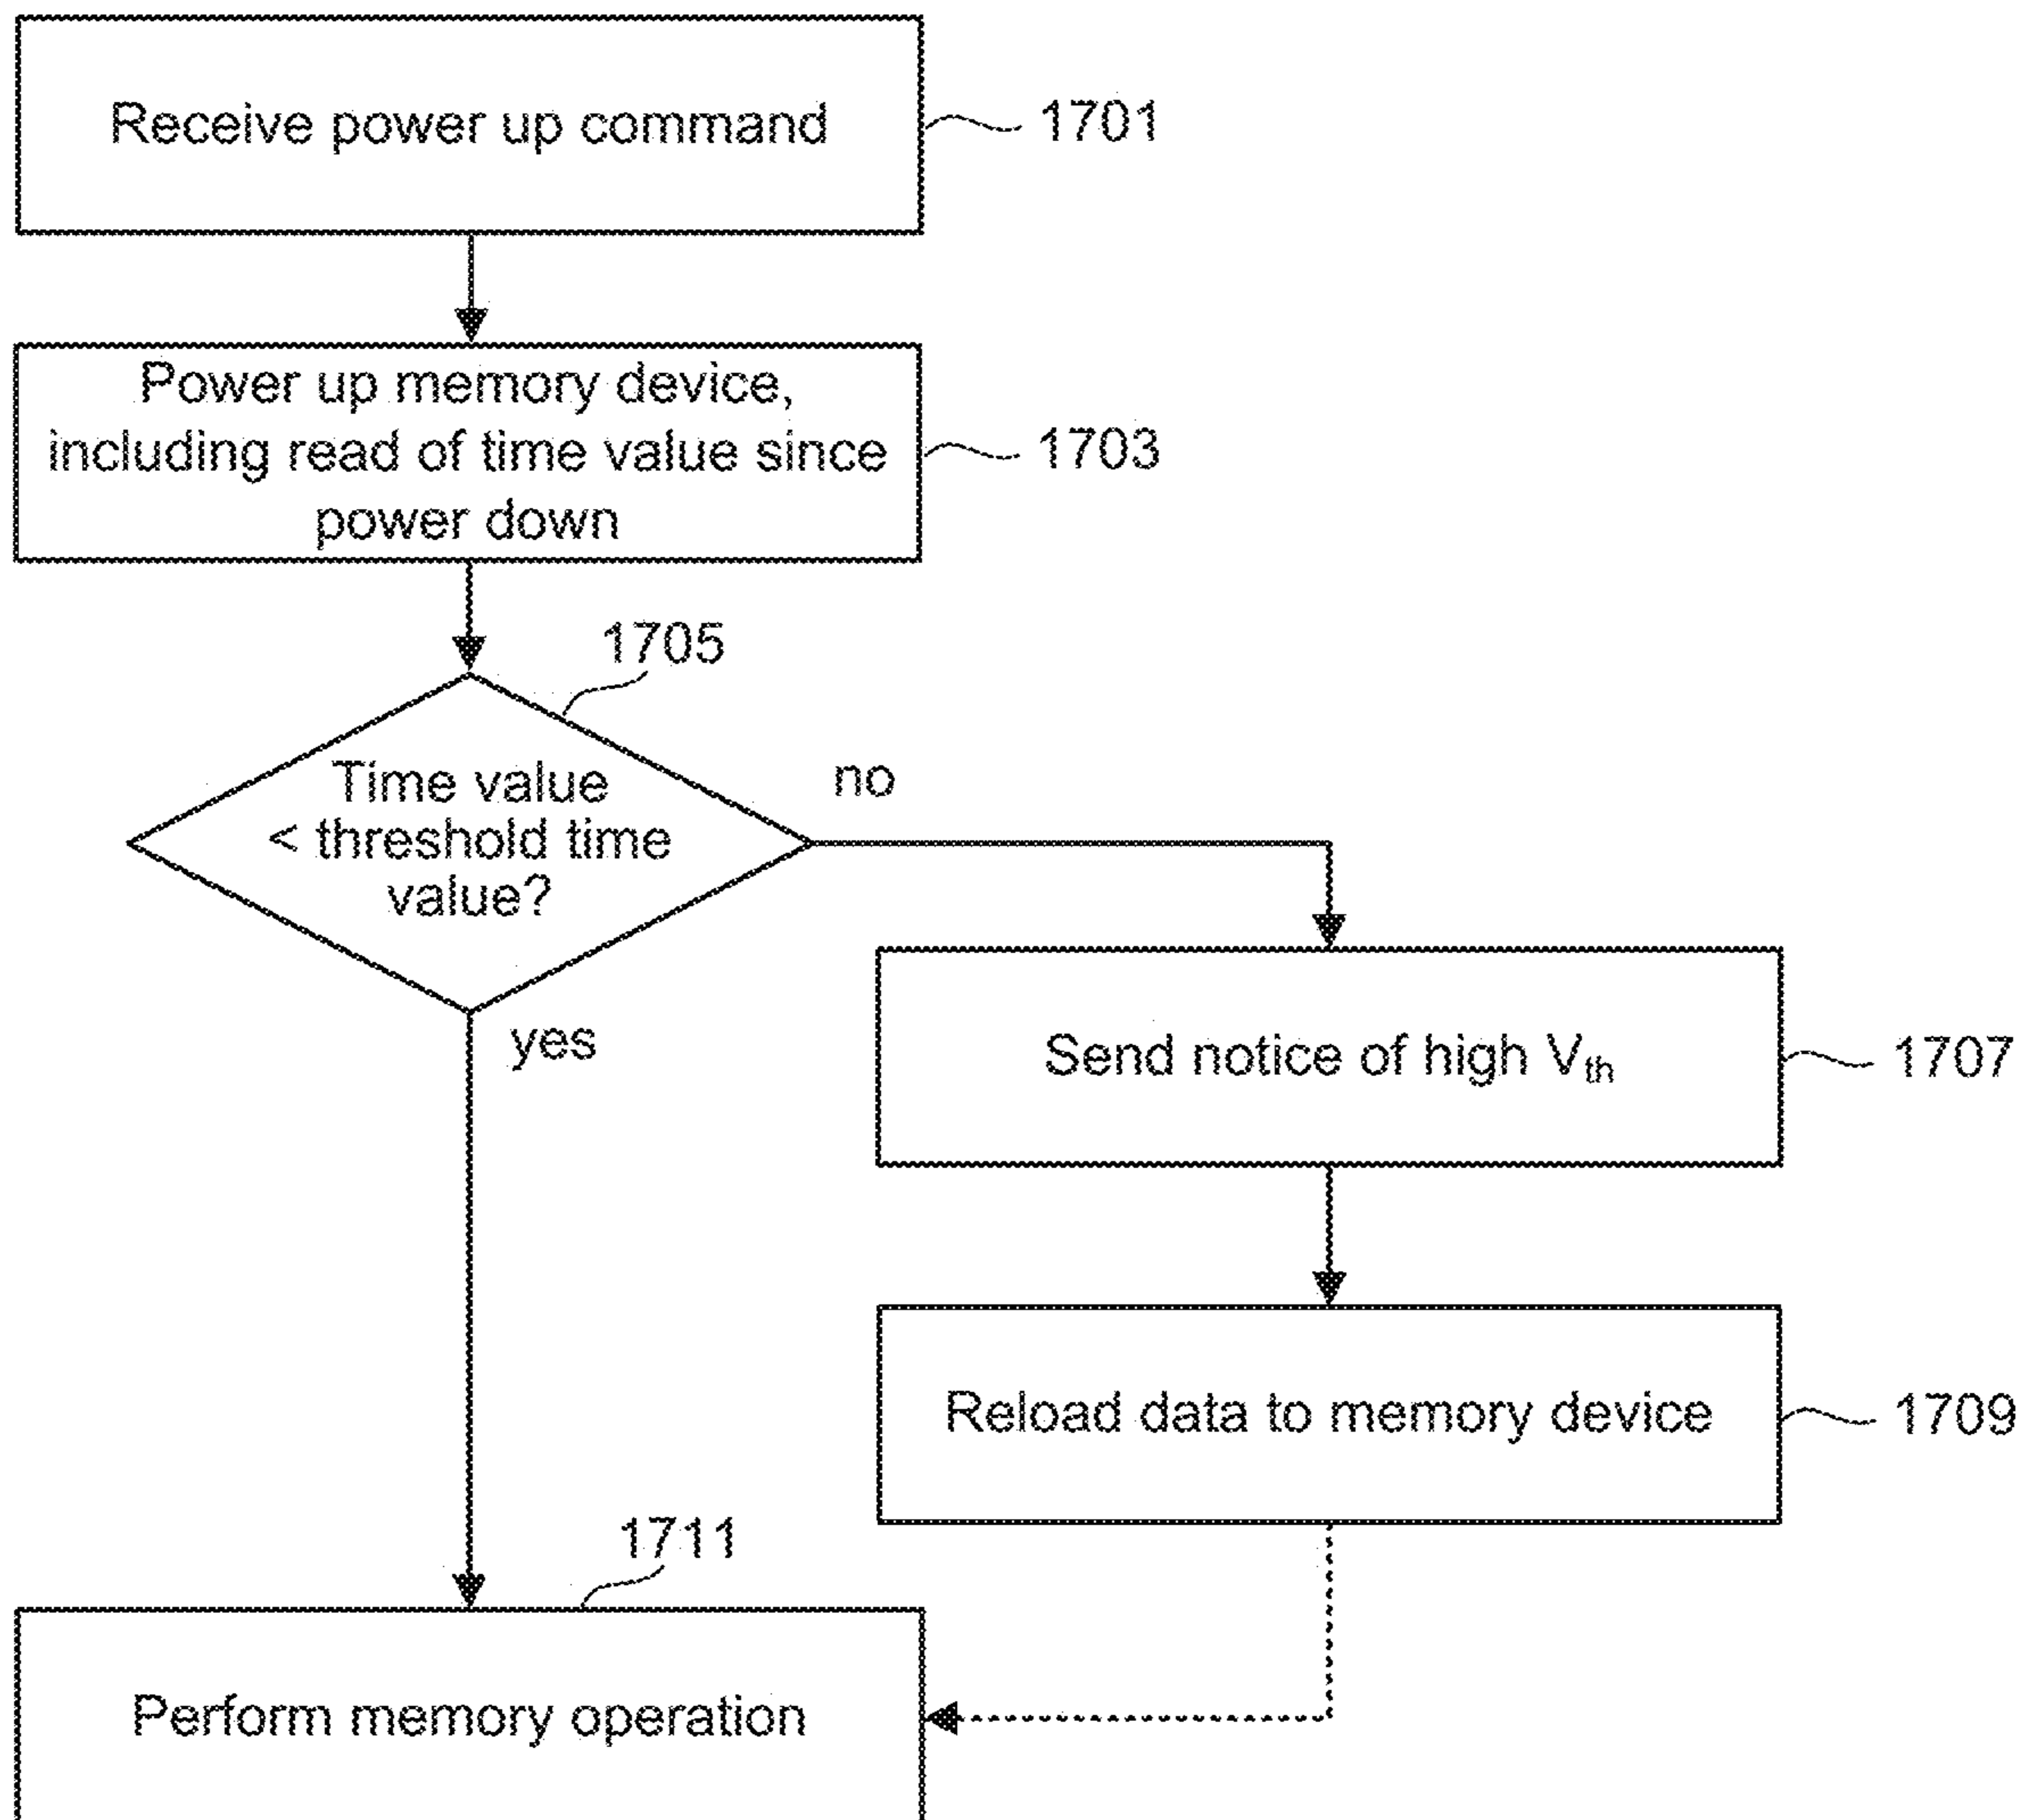 Receive power up command
1701
Power up memory device,
including read of time value since
power down
1703
1705
Time value
< threshold time
value?
no
yes
Send notice of high Vth
1707
Reload data to memory device
1709
1711
Perform memory operation